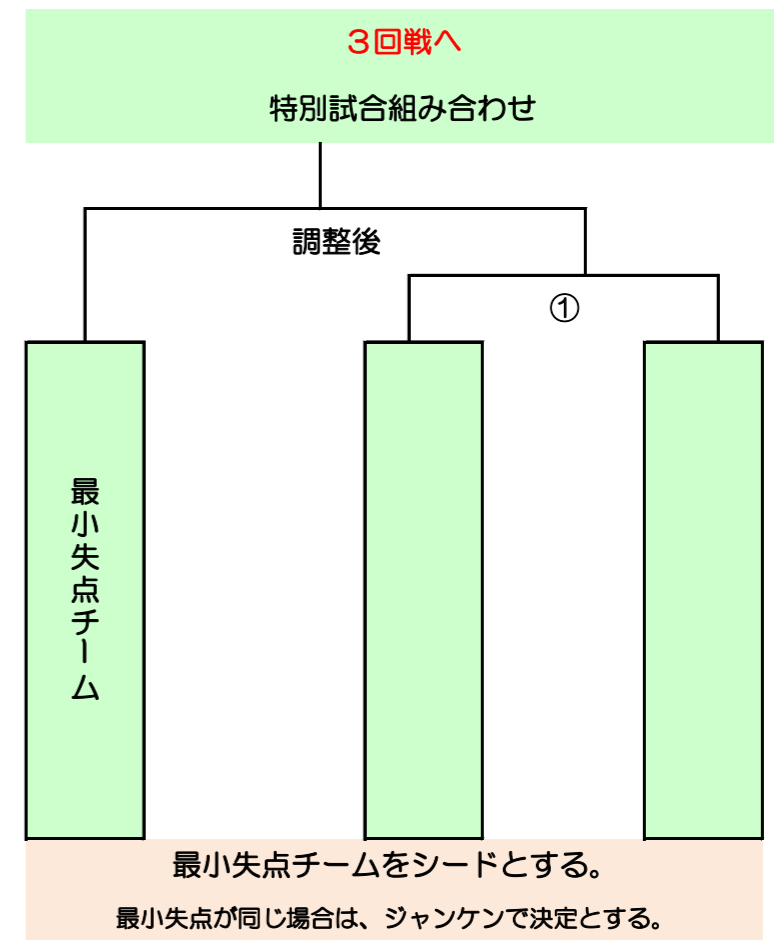 ３回戦へ
特別試合組み合わせ
調整後
①
最小失点チーム
最小失点チームをシードとする。
最小失点が同じ場合は、ジャンケンで決定とする。